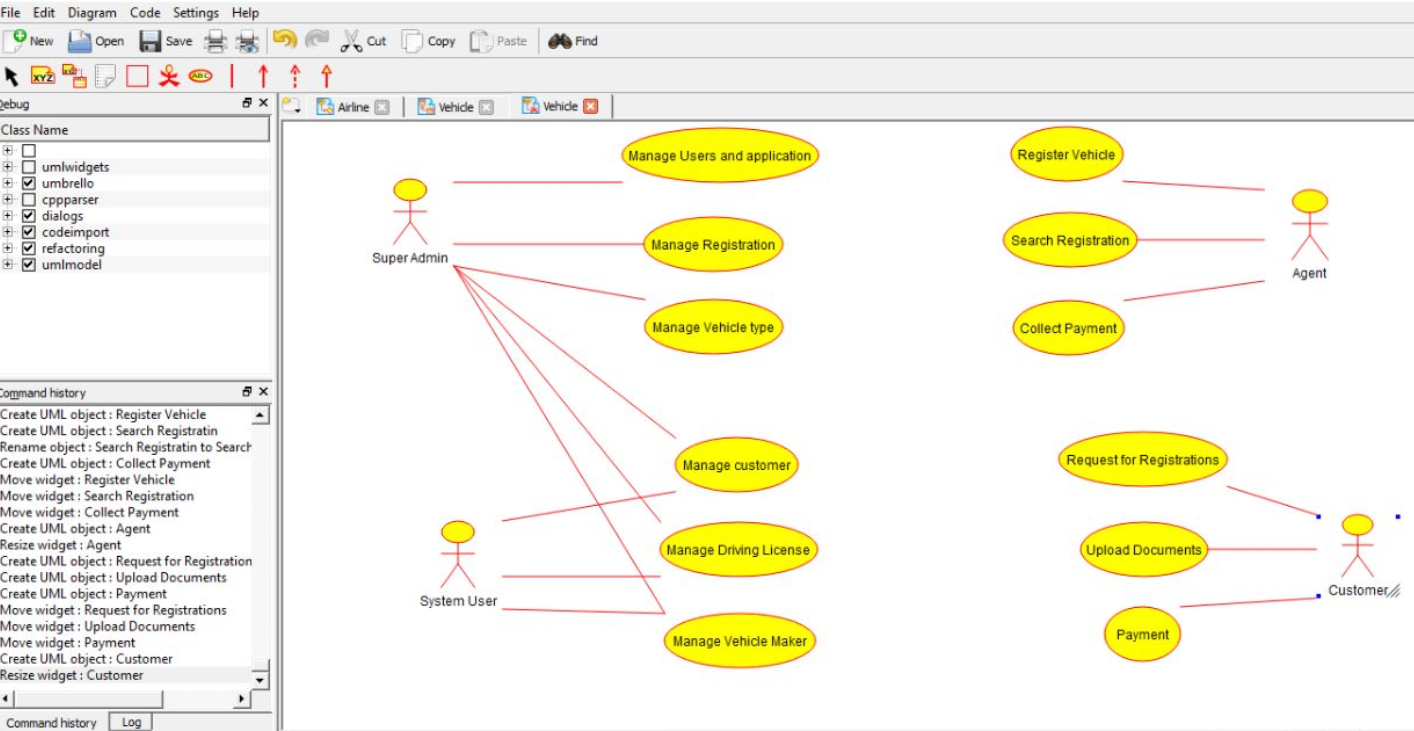 File Edit Diagram Code Settings Help
New Open Save Cut Copy Paste Find
XYZ ABC
Debug
Class Name
umlwidgets
umbrello
cppparser
dialogs
codeimport
refactoring
umlmodel
Command history
Create UML object : Register Vehicle
Create UML object : Search Registratin
Rename object : Search Registratin to Search
Create UML object : Collect Payment
Move widget : Register Vehicle
Move widget : Search Registration
Move widget : Collect Payment
Create UML object : Agent
Resize widget : Agent
Create UML object : Request for Registration
Create UML object : Upload Documents
Create UML object : Payment
Move widget : Request for Registrations
Move widget : Upload Documents
Move widget : Payment
Create UML object : Customer
Resize widget : Customer
Command history Log
Airline Vehicle Vehicle
Manage Users and application
Super Admin
Manage Registration
Manage Vehicle type
Manage customer
Manage Driving License
System User
Manage Vehicle Maker
Register Vehicle
Search Registration
Agent
Collect Payment
Request for Registrations
Upload Documents
Customer
Payment